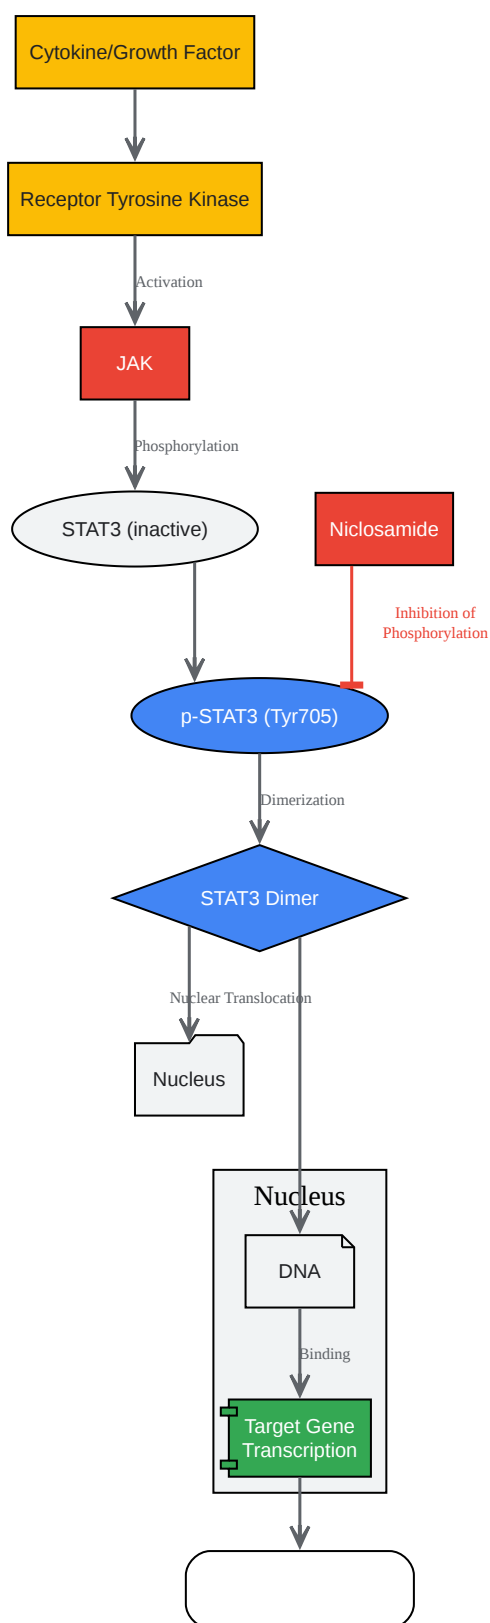 Cytokine/Growth Factor
Receptor Tyrosine Kinase
Activation
JAK
Phosphorylation
STAT3 (inactive)
Niclosamide
Inhibition of
Phosphorylation
p-STAT3 (Tyr705)
Dimerization
STAT3 Dimer
Nuclear Translocation
Nucleus
Nucleus
DNA
Binding
Target Gene
Transcription